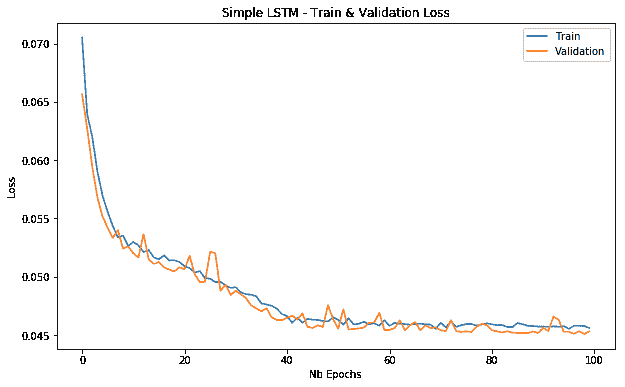 Simple LSTM - Train & Validation Loss
Train
Validation
0.070
0.065
0.060
0.055
0.050
0.045
Loss
0
20
40
60
80
100
Nb Epochs